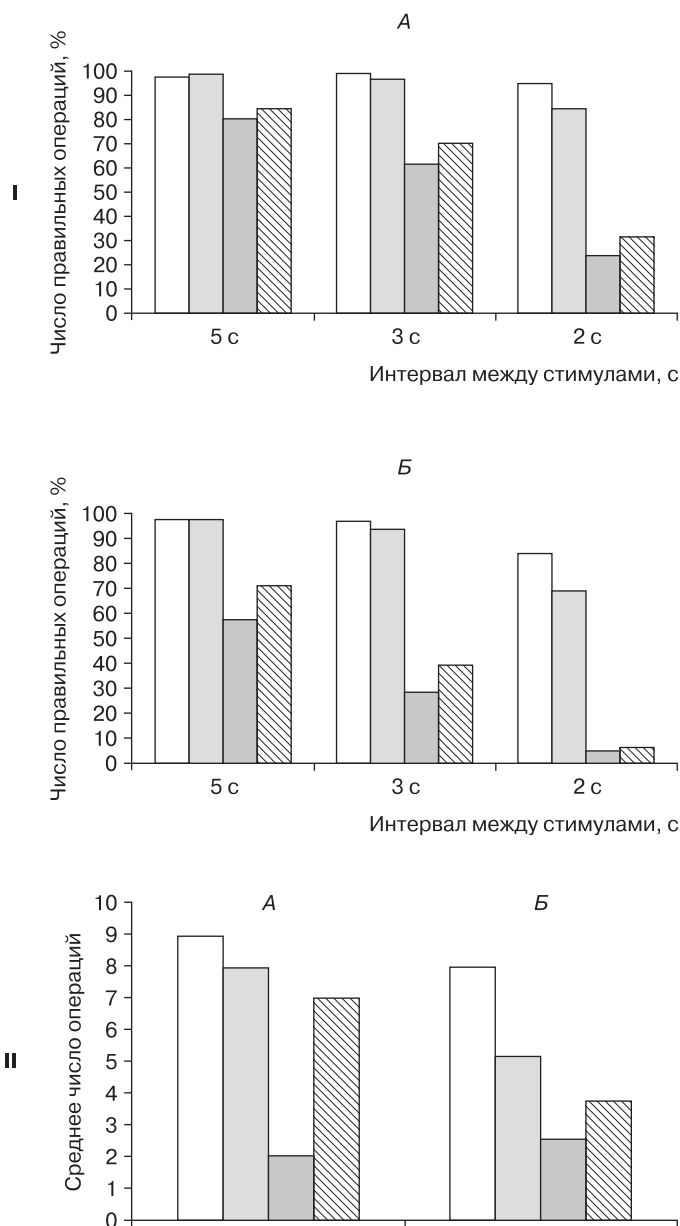 А
I
Число правильных операций, %
100
90
80
70
60
50
40
30
20
10
0
5 с
3 с
2 с
Интервал между стимулами, с
Б
Число правильных операций, %
100
90
80
70
60
50
40
30
20
10
0
5 с
3 с
2 с
Интервал между стимулами, с
II
Среднее число операций
А
Б
10
9
8
7
6
5
4
3
2
1
0